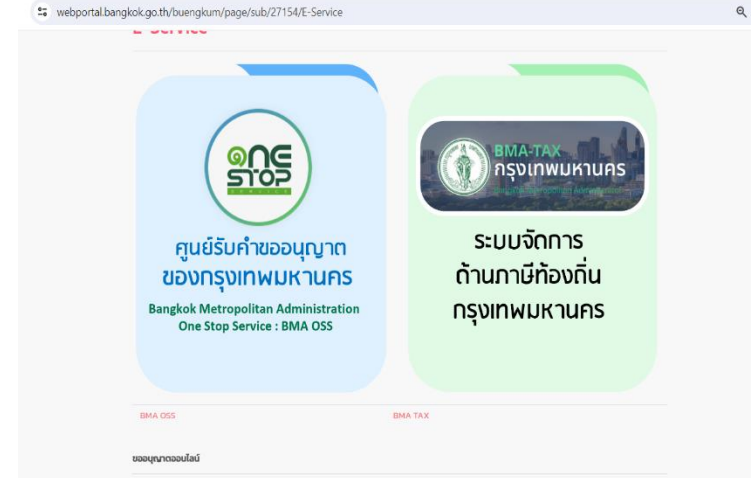 webportal.bangkok.go.th/buengkum/page/sub/27154/E-Service
E-Service
ONE
STOP
SERVICE
ศูนย์รับคำขออนุญาต
ของกรุงเทพมหานคร
Bangkok Metropolitan Administration
One Stop Service : BMA OSS
BMA-TAX
กรุงเทพมหานคร
Bangkok Metropolitan Administration
ระบบจัดการ
ด้านภาษีท้องถิ่น
กรุงเทพมหานคร
BMA OSS
BMA TAX
ขออนุญาตออนไลน์